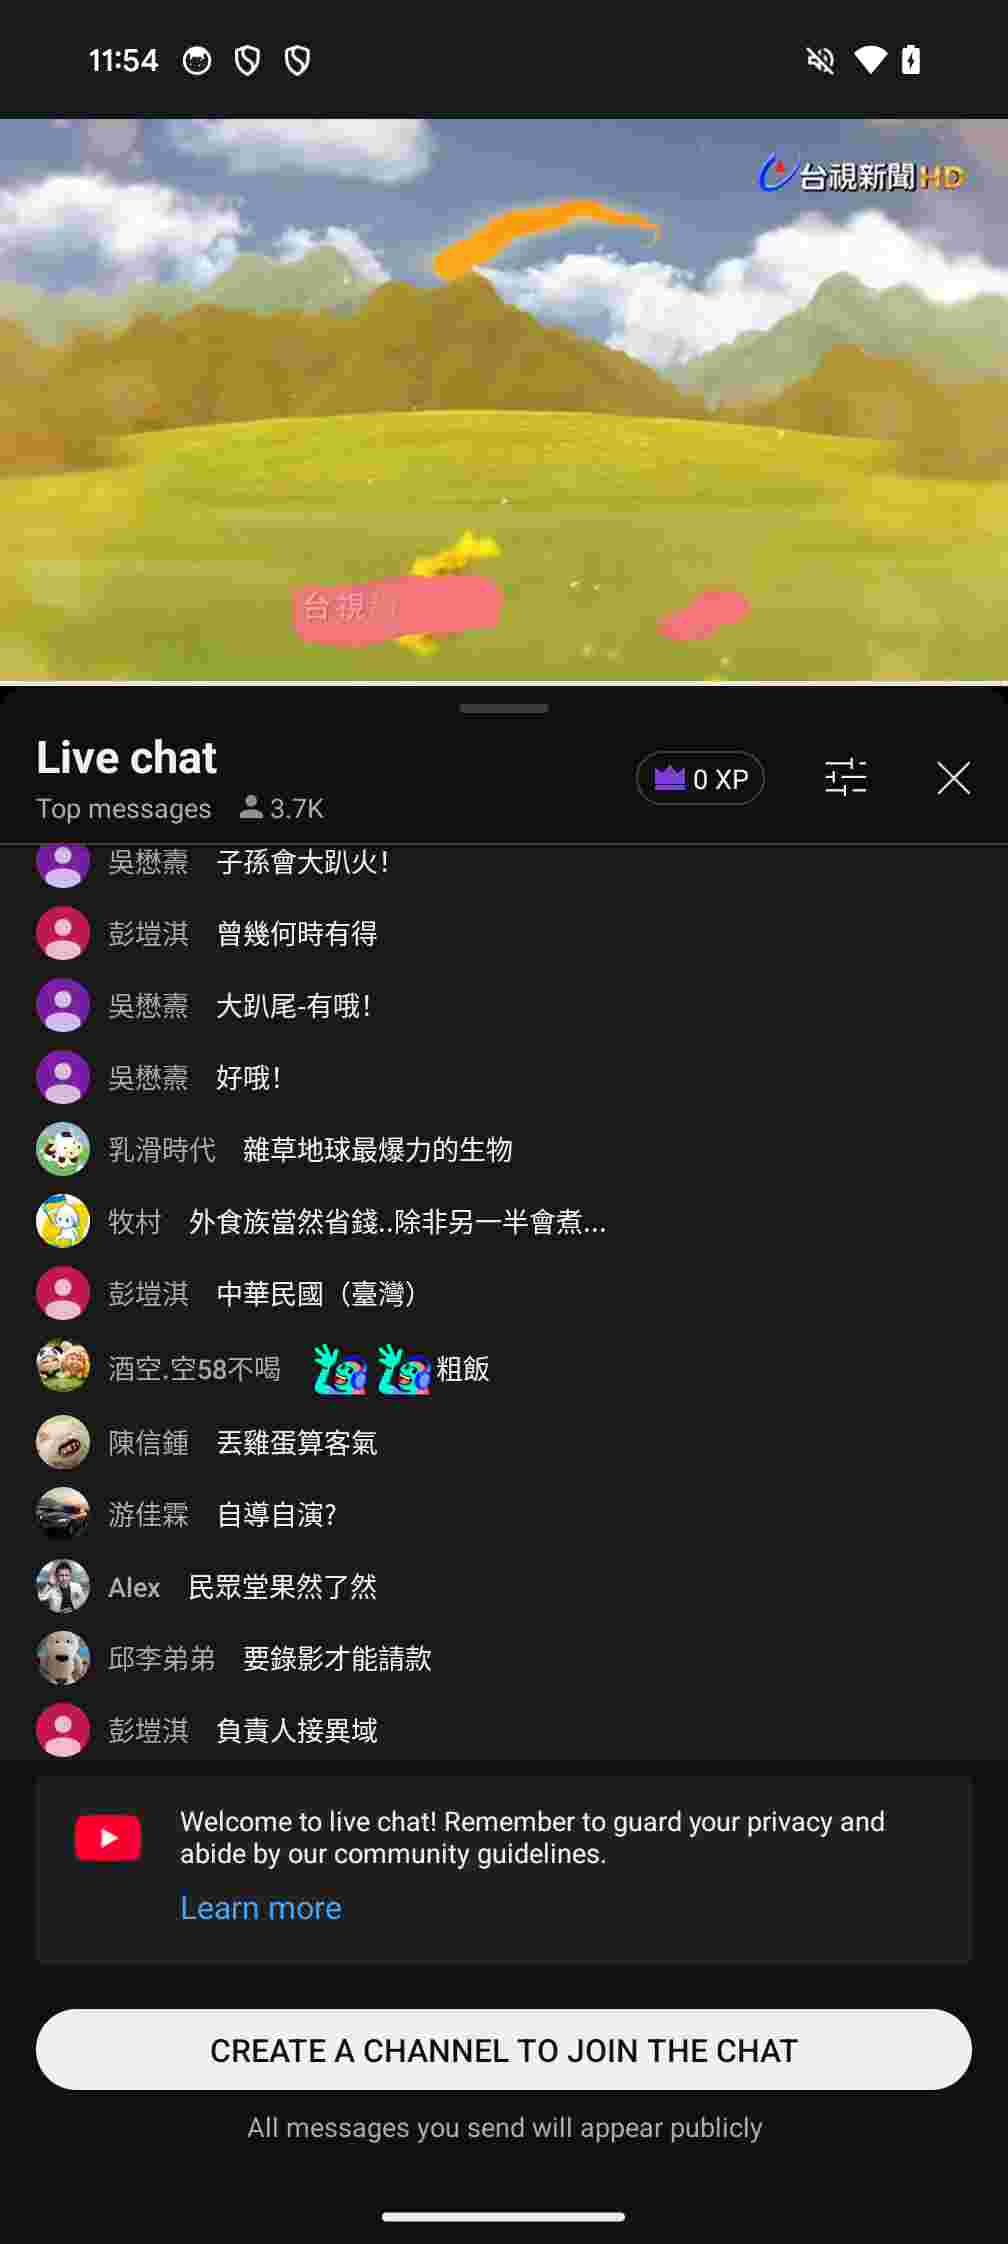 11:54
台視新聞HD
台視
Live chat
Top messages 3.7K
0 XP
吳懋燾 子孫會大趴火!
彭塏淇 曾幾何時有得
吳懋燾 大趴尾-有哦!
吳懋燾 好哦!
乳滑時代 雜草地球最爆力的生物
牧村 外食族當然省錢..除非另一半會煮...
彭塏淇 中華民國（臺灣）
酒空.空58不喝 粗飯
陳信鍾 丟雞蛋算客氣
游佳霖 自導自演?
Alex 民眾堂果然了然
邱李弟弟 要錄影才能請款
彭塏淇 負責人接異域
Welcome to live chat! Remember to guard your privacy and
abide by our community guidelines.
Learn more
CREATE A CHANNEL TO JOIN THE CHAT
All messages you send will appear publicly